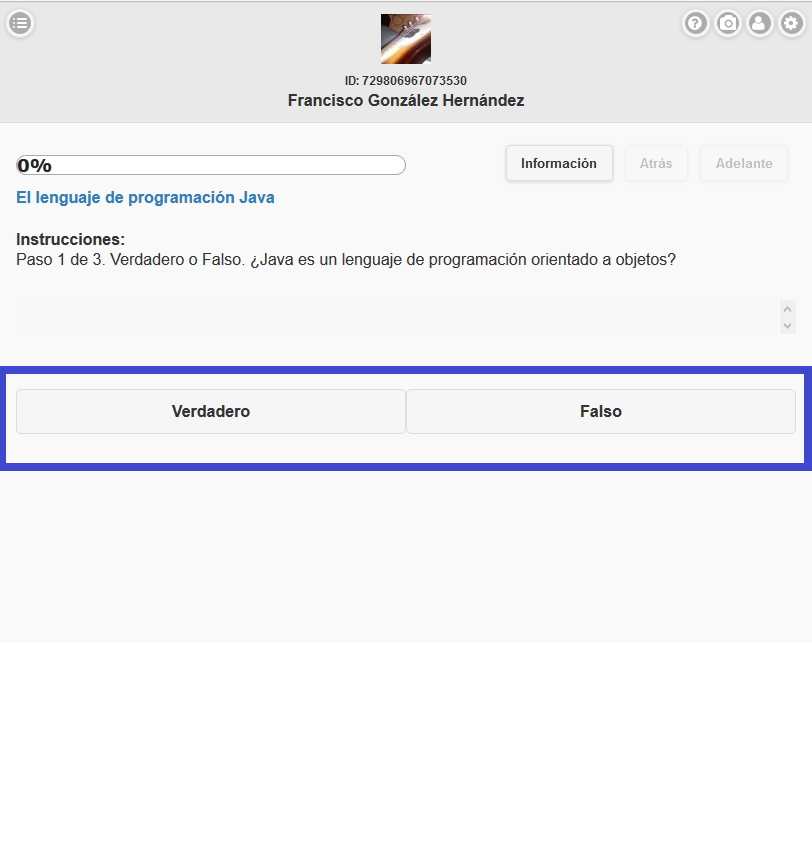 ID: 729806967073530
Francisco González Hernández
0%
Información
Atrás
Adelante
El lenguaje de programación Java
Instrucciones:
Paso 1 de 3. Verdadero o Falso. ¿Java es un lenguaje de programación orientado a objetos?
Verdadero
Falso